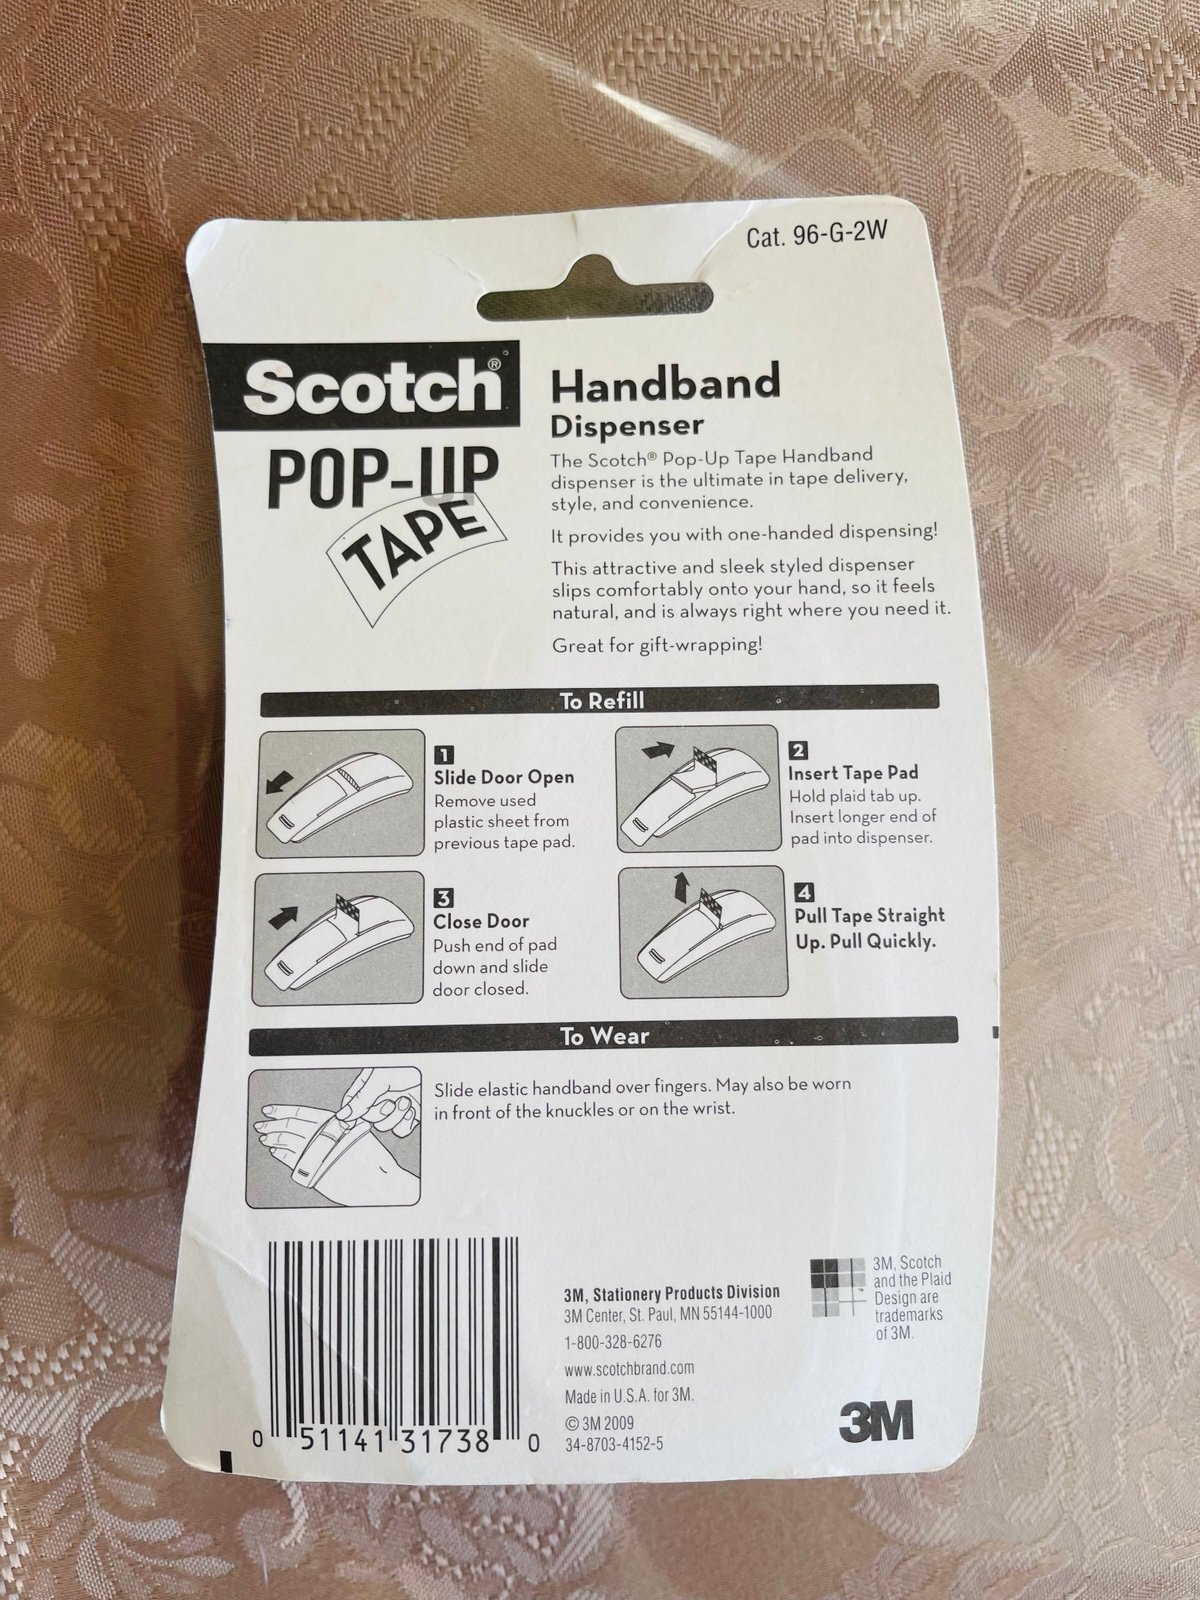 Cat. 96-G-2W
Scotch®
POP-UP
TAPE
Handband
Dispenser
The Scotch® Pop-Up Tape Handband
dispenser is the ultimate in tape delivery,
style, and convenience.
It provides you with one-handed dispensing!
This attractive and sleek styled dispenser
slips comfortably onto your hand, so it feels
natural, and is always right where you need it.
Great for gift-wrapping!
To Refill
1
Slide Door Open
Remove used
plastic sheet from
previous tape pad.
2
Insert Tape Pad
Hold plaid tab up.
Insert longer end of
pad into dispenser.
3
Close Door
Push end of pad
down and slide
door closed.
4
Pull Tape Straight
Up. Pull Quickly.
To Wear
Slide elastic handband over fingers. May also be worn
in front of the knuckles or on the wrist.
0 51141 31738 0
3M, Stationery Products Division
3M Center, St. Paul, MN 55144-1000
1-800-328-6276
www.scotchbrand.com
Made in U.S.A. for 3M.
© 3M 2009
34-8703-4152-5
™
3M, Scotch
and the Plaid
Design are
trademarks
of 3M.
3M